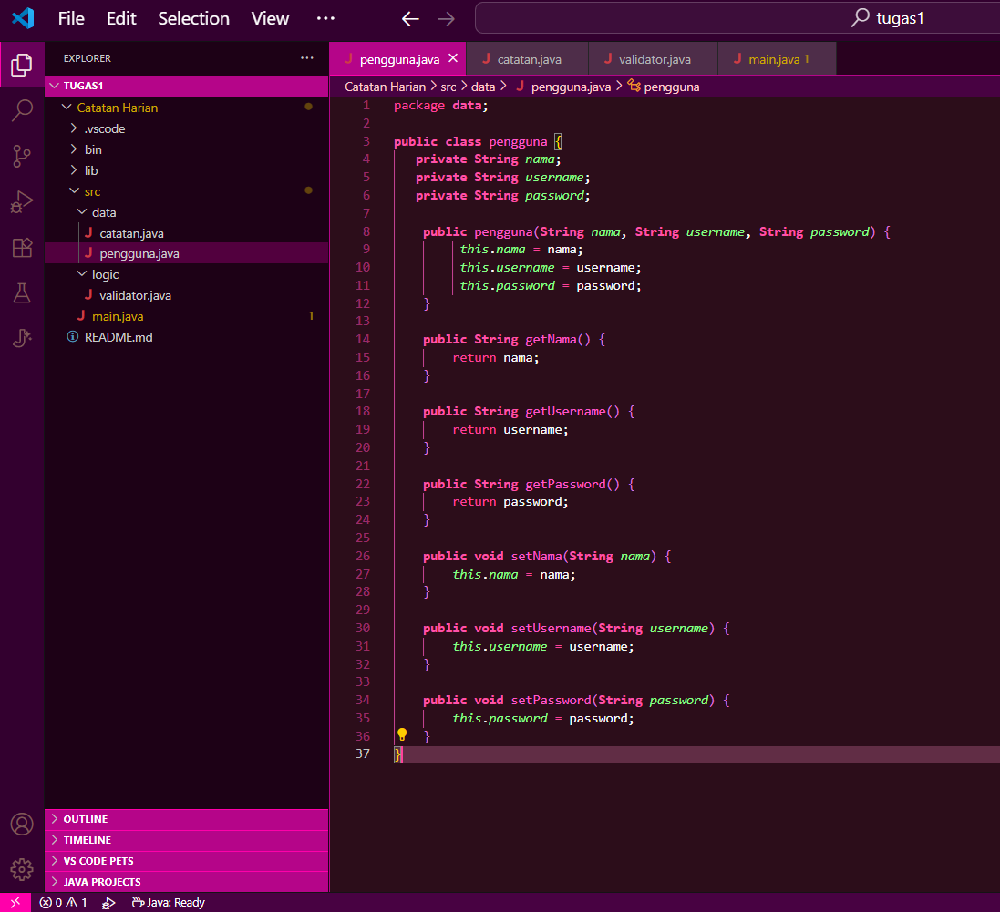 File Edit Selection View ··· tugas1
EXPLORER ···
TUGAS1
Catatan Harian
.vscode
bin
lib
src
data
catatan.java
pengguna.java
logic
validator.java
main.java 1
README.md
OUTLINE
TIMELINE
VS CODE PETS
JAVA PROJECTS
pengguna.java catatan.java validator.java main.java 1
Catatan Harian > src > data > pengguna.java > pengguna
1 package data;
2
3 public class pengguna {
4 private String nama;
5 private String username;
6 private String password;
7
8 public pengguna(String nama, String username, String password) {
9 this.nama = nama;
10 this.username = username;
11 this.password = password;
12 }
13
14 public String getNama() {
15 return nama;
16 }
17
18 public String getUsername() {
19 return username;
20 }
21
22 public String getPassword() {
23 return password;
24 }
25
26 public void setNama(String nama) {
27 this.nama = nama;
28 }
29
30 public void setUsername(String username) {
31 this.username = username;
32 }
33
34 public void setPassword(String password) {
35 this.password = password;
36 }
37 }
0 1 Java: Ready